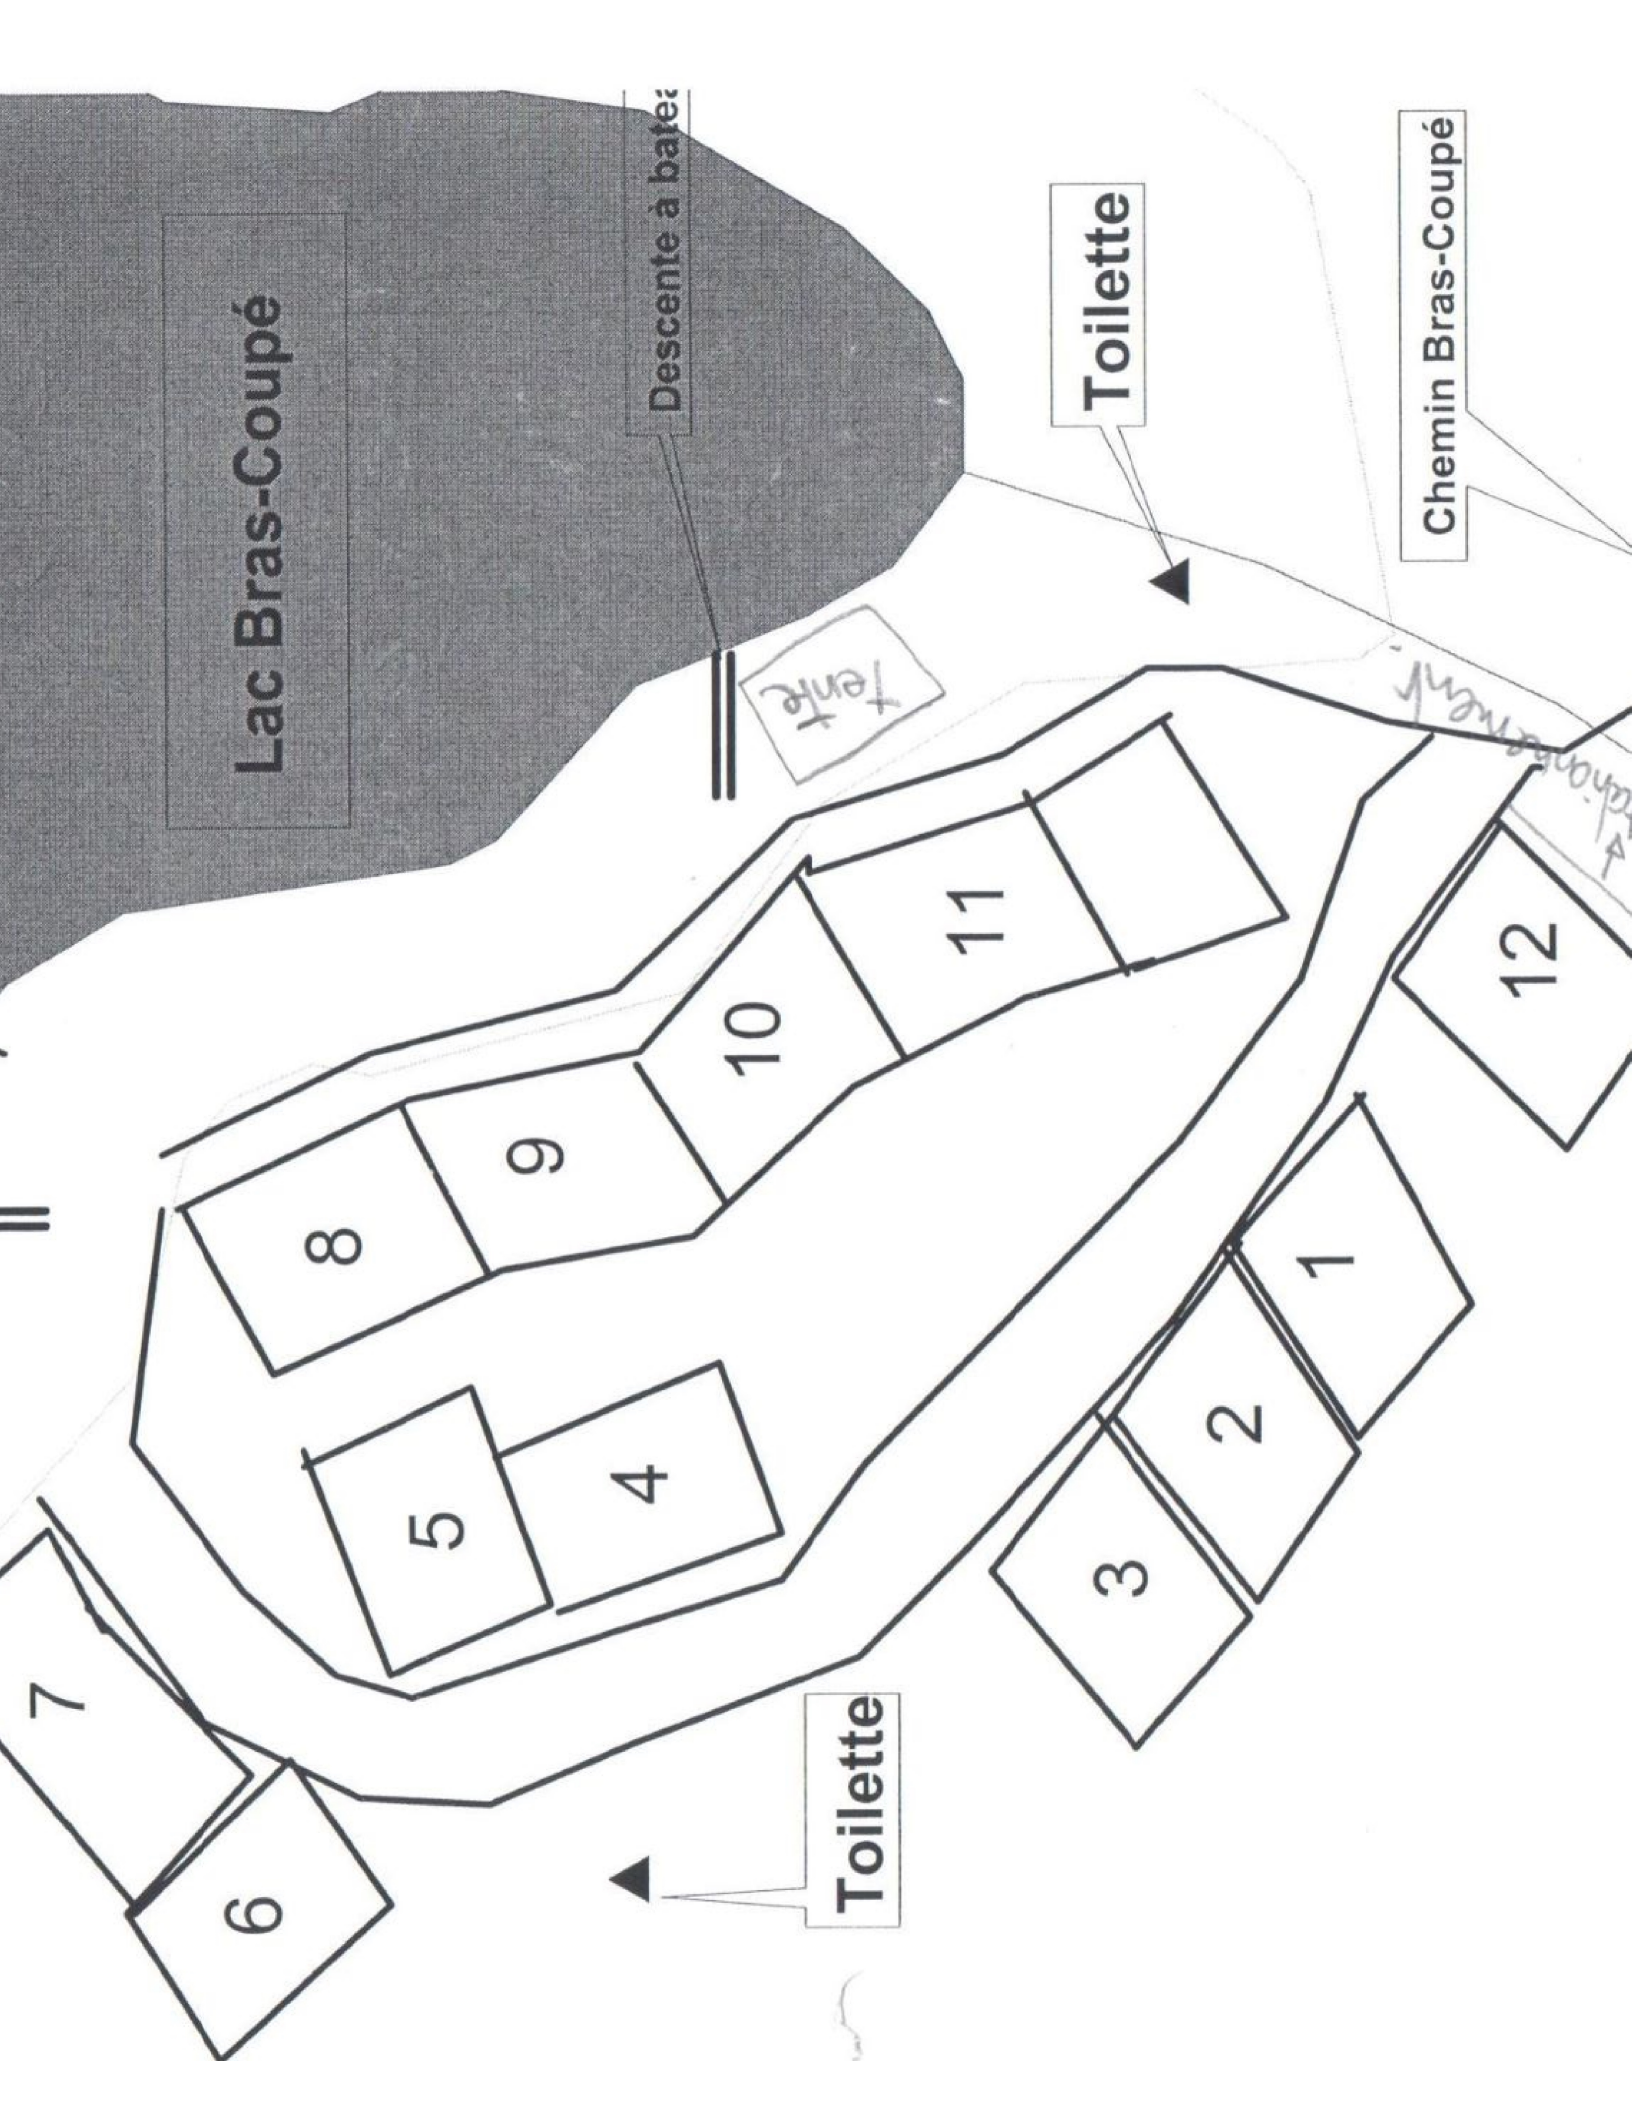 Lac Bras-Coupé
Descente à batea
Toilette
Chemin Bras-Coupé
tente
8
9
10
11
12
5
4
1
2
3
7
6
Toilette